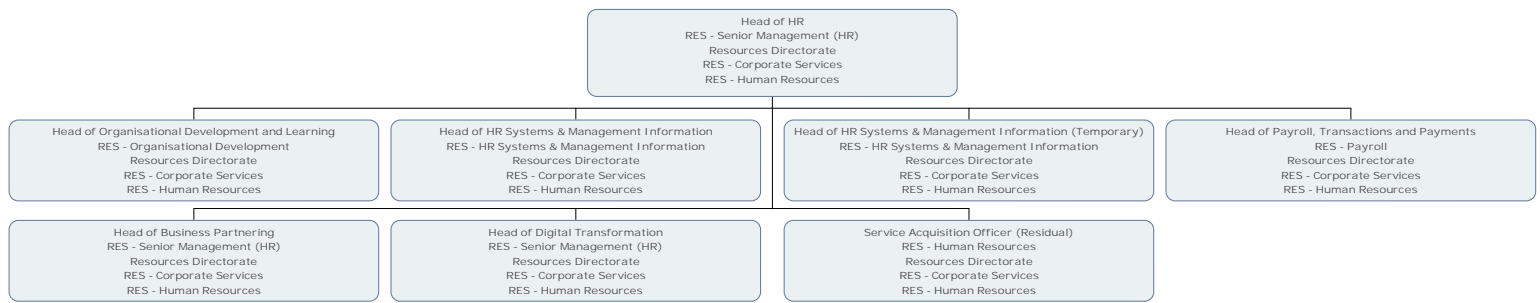 Head of HR
RES - Senior Management (HR)
Resources Directorate
RES - Corporate Services
RES - Human Resources
Head of Organisational Development and Learning
RES - Organisational Development
Resources Directorate
RES - Corporate Services
RES - Human Resources
Head of HR Systems & Management Information
RES - HR Systems & Management Information
Resources Directorate
RES - Corporate Services
RES - Human Resources
Head of HR Systems & Management Information (Temporary)
RES - HR Systems & Management Information
Resources Directorate
RES - Corporate Services
RES - Human Resources
Head of Payroll, Transactions and Payments
RES - Payroll
Resources Directorate
RES - Corporate Services
RES - Human Resources
Head of Business Partnering
RES - Senior Management (HR)
Resources Directorate
RES - Corporate Services
RES - Human Resources
Head of Digital Transformation
RES - Senior Management (HR)
Resources Directorate
RES - Corporate Services
RES - Human Resources
Service Acquisition Officer (Residual)
RES - Human Resources
Resources Directorate
RES - Corporate Services
RES - Human Resources